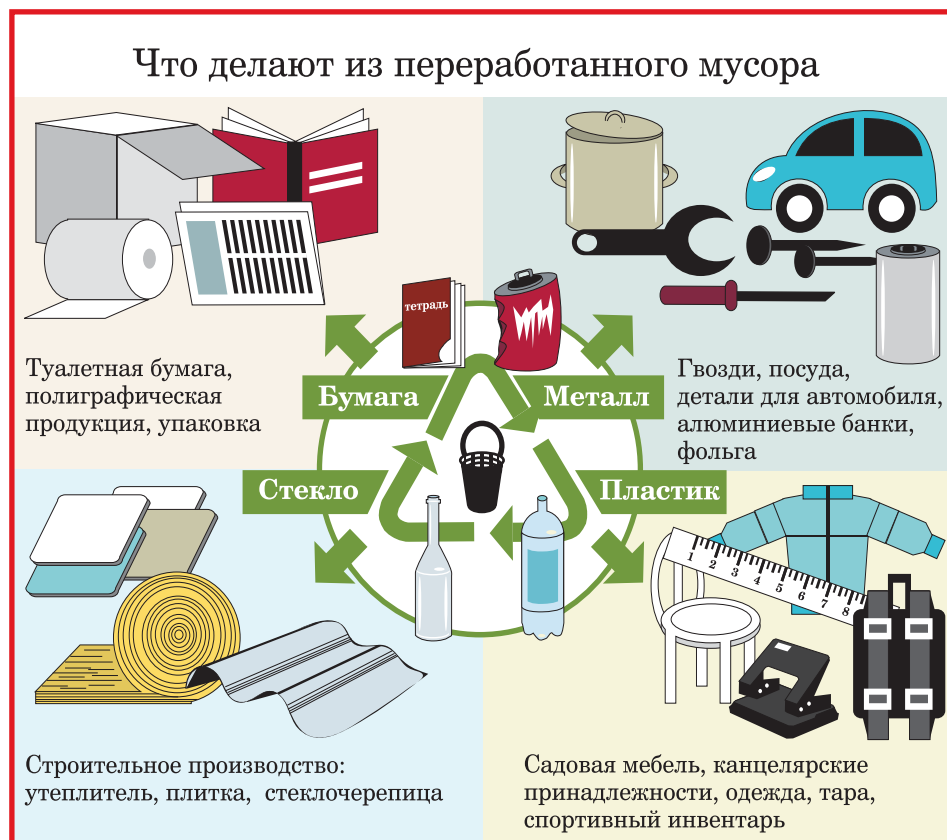 Что делают из переработанного мусора
тетрадь
Бумага
Металл
Туалетная бумага,
полиграфическая
продукция, упаковка
Гвозди, посуда,
детали для автомобиля,
алюминиевые банки,
фольга
Стекло
Пластик
1 2 3 4 5 6 7 8
Строительное производство:
утеплитель, плитка, стеклочерепица
Садовая мебель, канцелярские
принадлежности, одежда, тара,
спортивный инвентарь